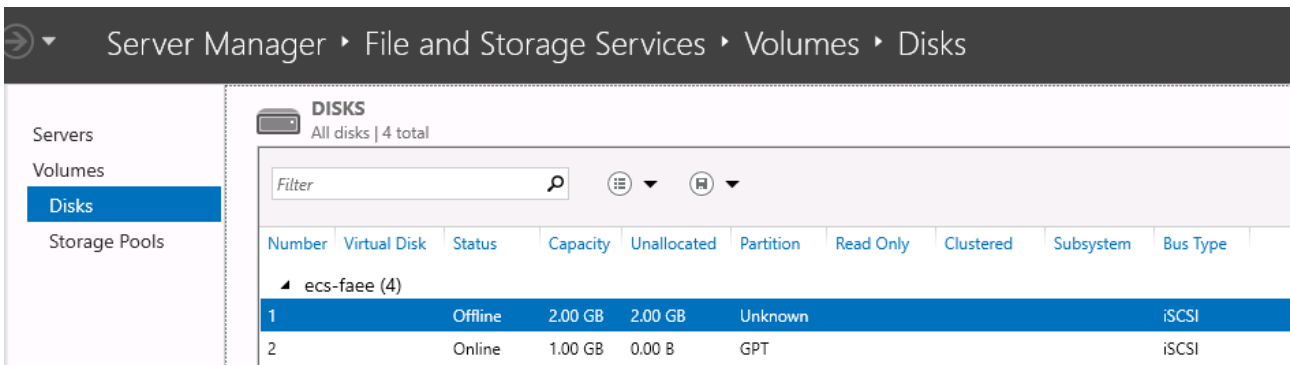 Server Manager ‣ File and Storage Services ‣ Volumes ‣ Disks
Servers
Volumes
Disks
Storage Pools
DISKS
All disks | 4 total
Filter
Number Virtual Disk Status Capacity Unallocated Partition Read Only Clustered Subsystem Bus Type
ecs-faee (4)
1 Offline 2.00 GB 2.00 GB Unknown iSCSI
2 Online 1.00 GB 0.00 B GPT iSCSI